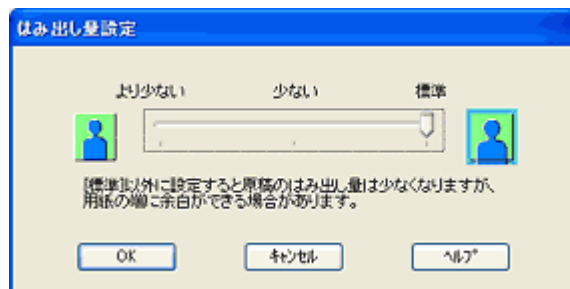 はみ出し量設定
より少ない 少ない 標準
[標準]以外に設定すると原稿のはみ出し量は少なくなりますが、
用紙の端に余白ができる場合があります。
OK キャンセル ヘルプ